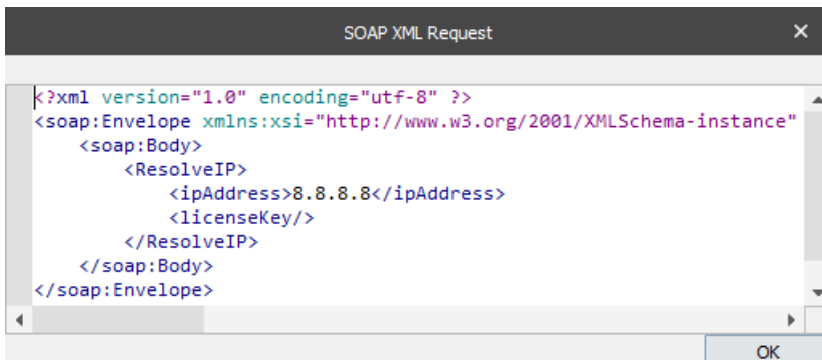 SOAP XML Request
<?xml version="1.0" encoding="utf-8" ?>
<soap:Envelope xmlns:xsi="http://www.w3.org/2001/XMLSchema-instance"
<soap:Body>
<ResolveIP>
<ipAddress>8.8.8.8</ipAddress>
<licenseKey/>
</ResolveIP>
</soap:Body>
</soap:Envelope>
OK